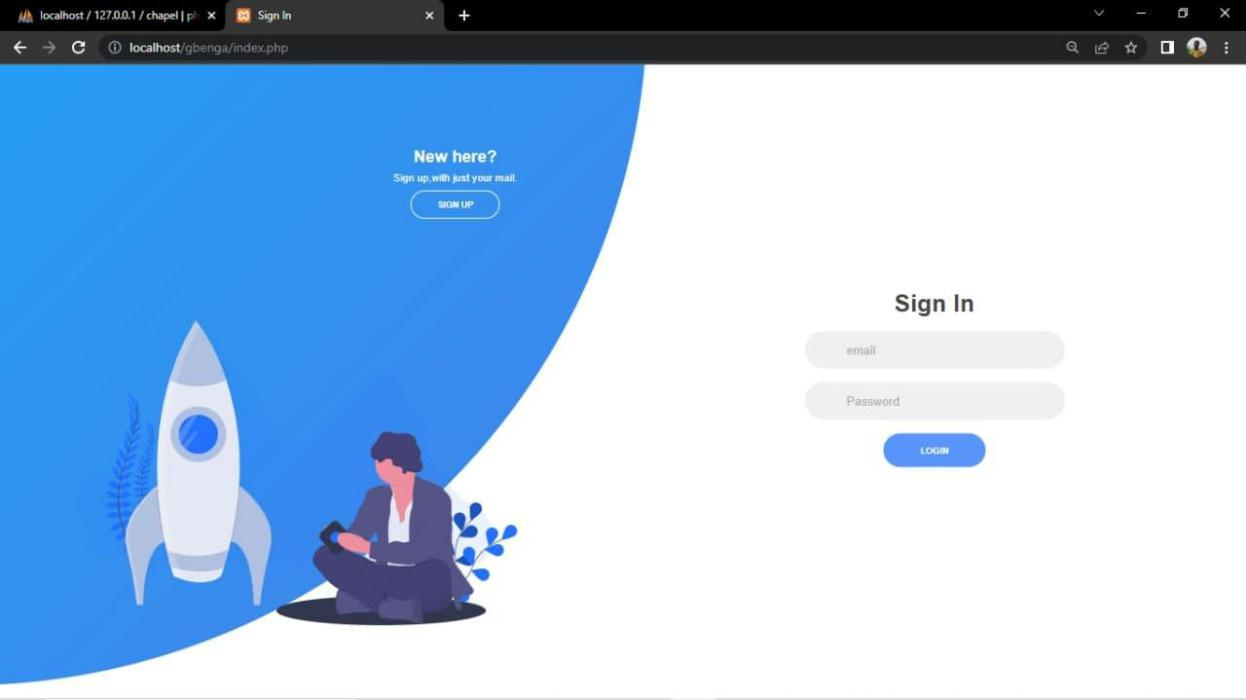 localhost / 127.0.0.1 / chapel | ph
Sign In
localhost/gbenga/index.php
New here?
Sign up,with just your mail.
SIGN UP
Sign In
email
Password
LOGIN